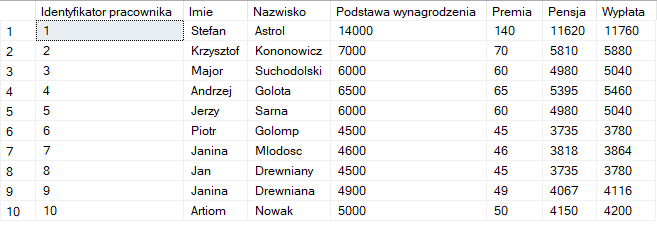 Identyfikator pracownika Imie Nazwisko Podstawa wynagrodzenia Premia Pensja Wypłata
1 1 Stefan Astrol 14000 140 11620 11760
2 2 Krzysztof Kononowicz 7000 70 5810 5880
3 3 Major Suchodolski 6000 60 4980 5040
4 4 Andrzej Golota 6500 65 5395 5460
5 5 Jerzy Sarna 6000 60 4980 5040
6 6 Piotr Golomp 4500 45 3735 3780
7 7 Janina Mlodosc 4600 46 3818 3864
8 8 Jan Drewniany 4500 45 3735 3780
9 9 Janina Drewniana 4900 49 4067 4116
10 10 Artiom Nowak 5000 50 4150 4200